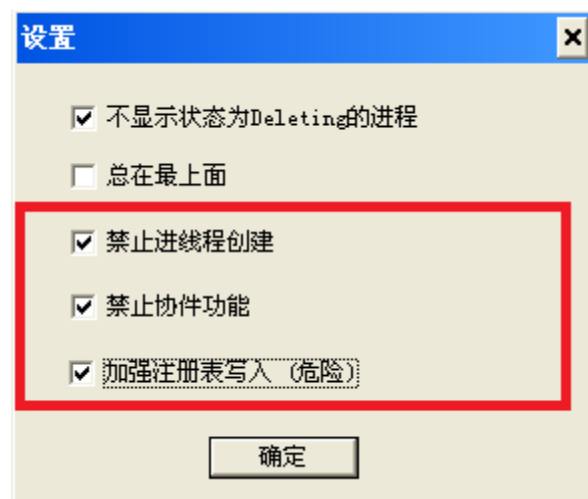 设置
不显示状态为Deleting的进程
总在最上面
禁止进线程创建
禁止协件功能
加强注册表写入 (危险)
确定